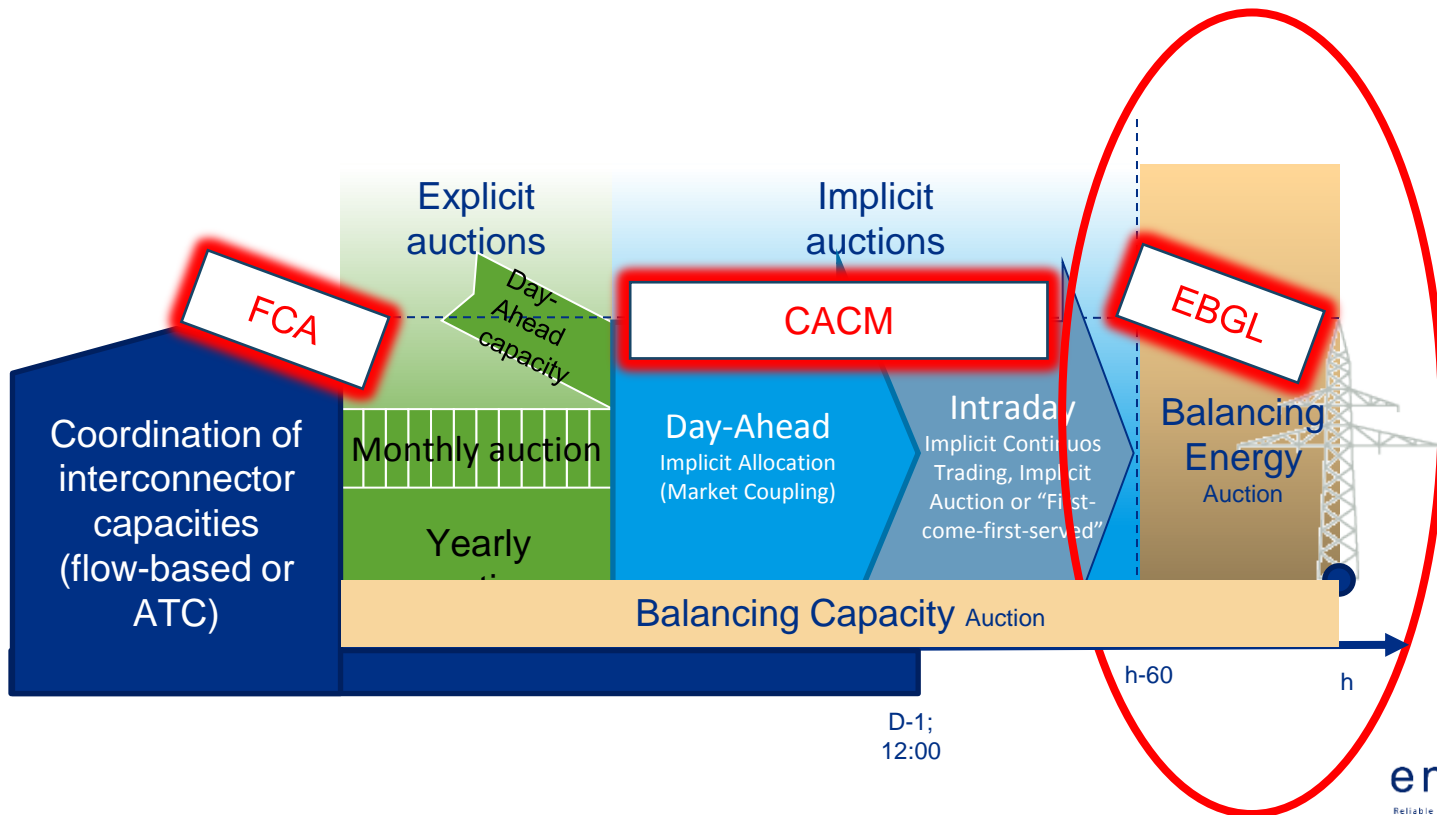 Explicit
auctions
Implicit
auctions
FCA
Day-
Ahead
capacity
CACM
EBGL
Coordination of
interconnector
capacities
(flow-based or
ATC)
Monthly auction
Yearly
Day-Ahead
Implicit Allocation
(Market Coupling)
Intraday
Implicit Continuos
Trading, Implicit
Auction or “First-
come-first-served”
Balancing
Energy
Auction
Balancing Capacity Auction
h-60
h
D-1;
12:00
Reliable